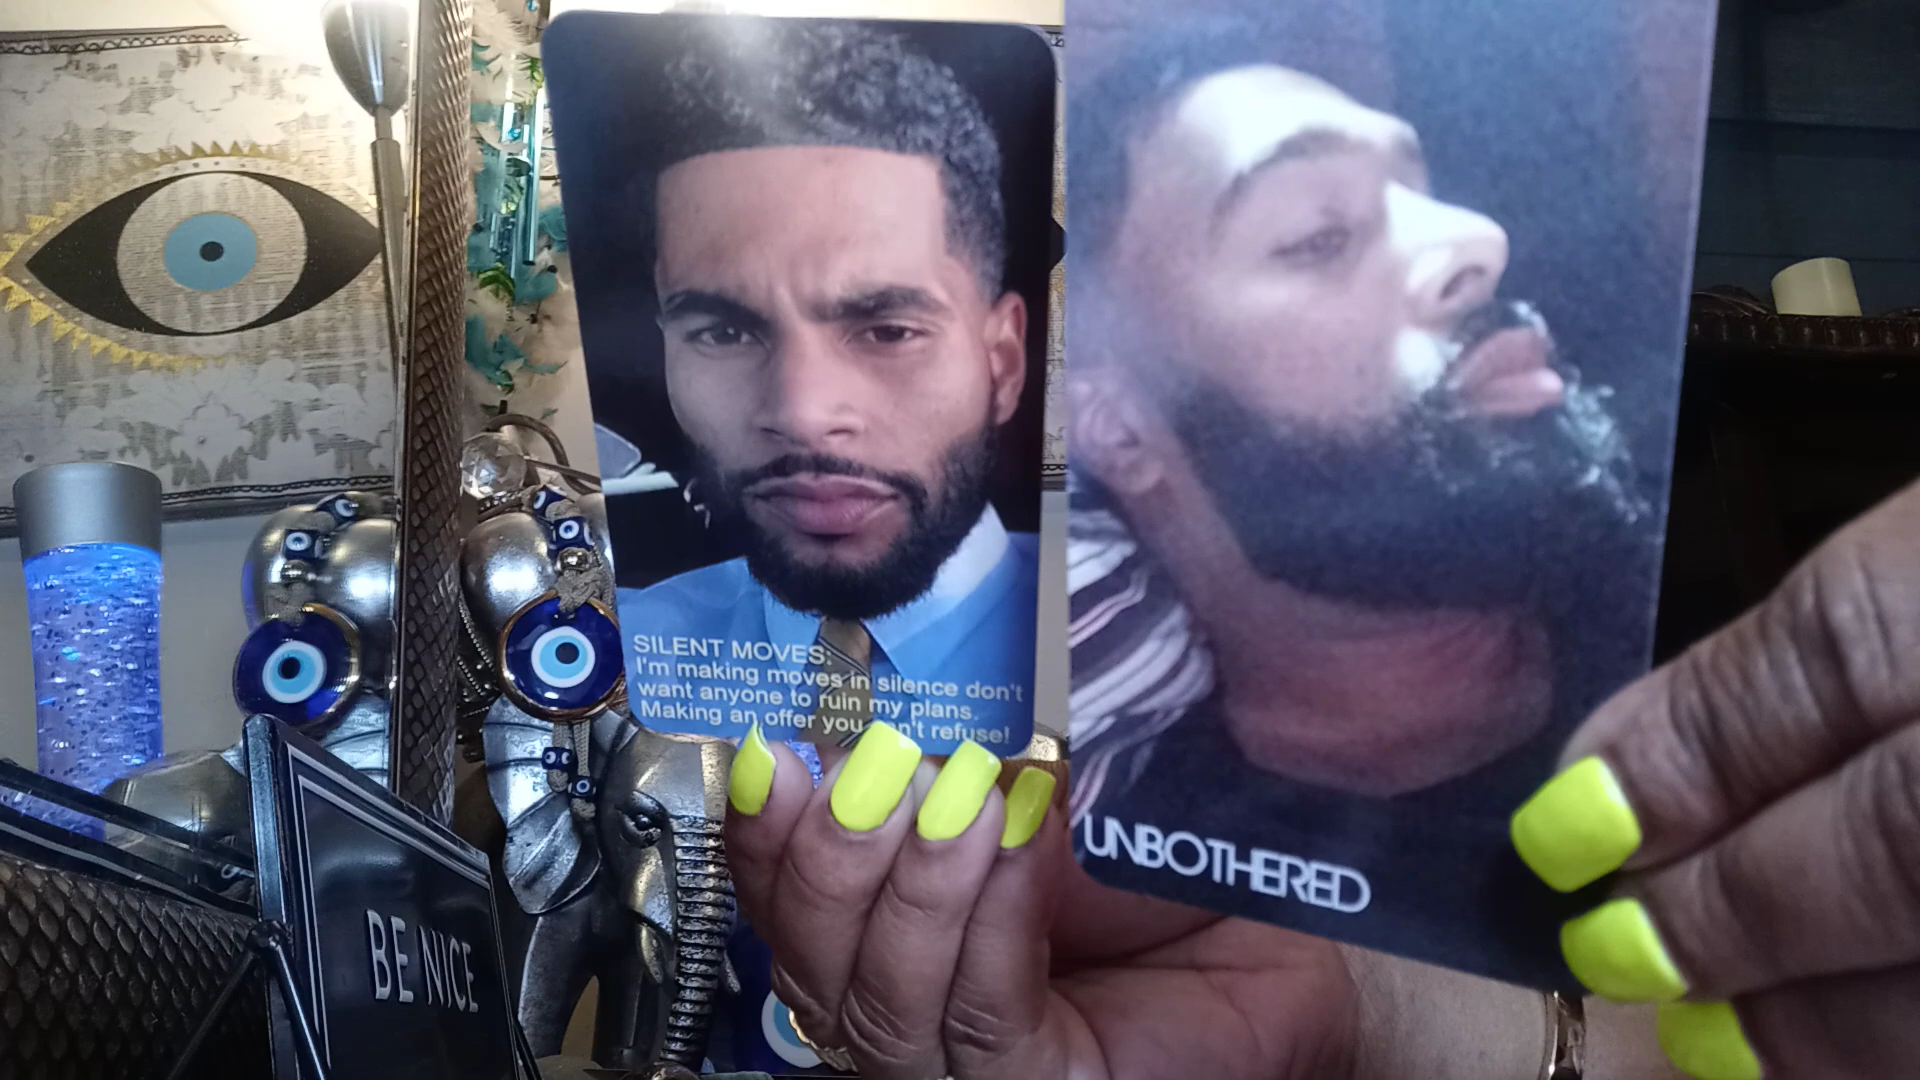 SILENT MOVES:
I'm making moves in silence don't
want anyone to ruin my plans.
Making an offer you refuse!
UNBOTHERED
BE NICE